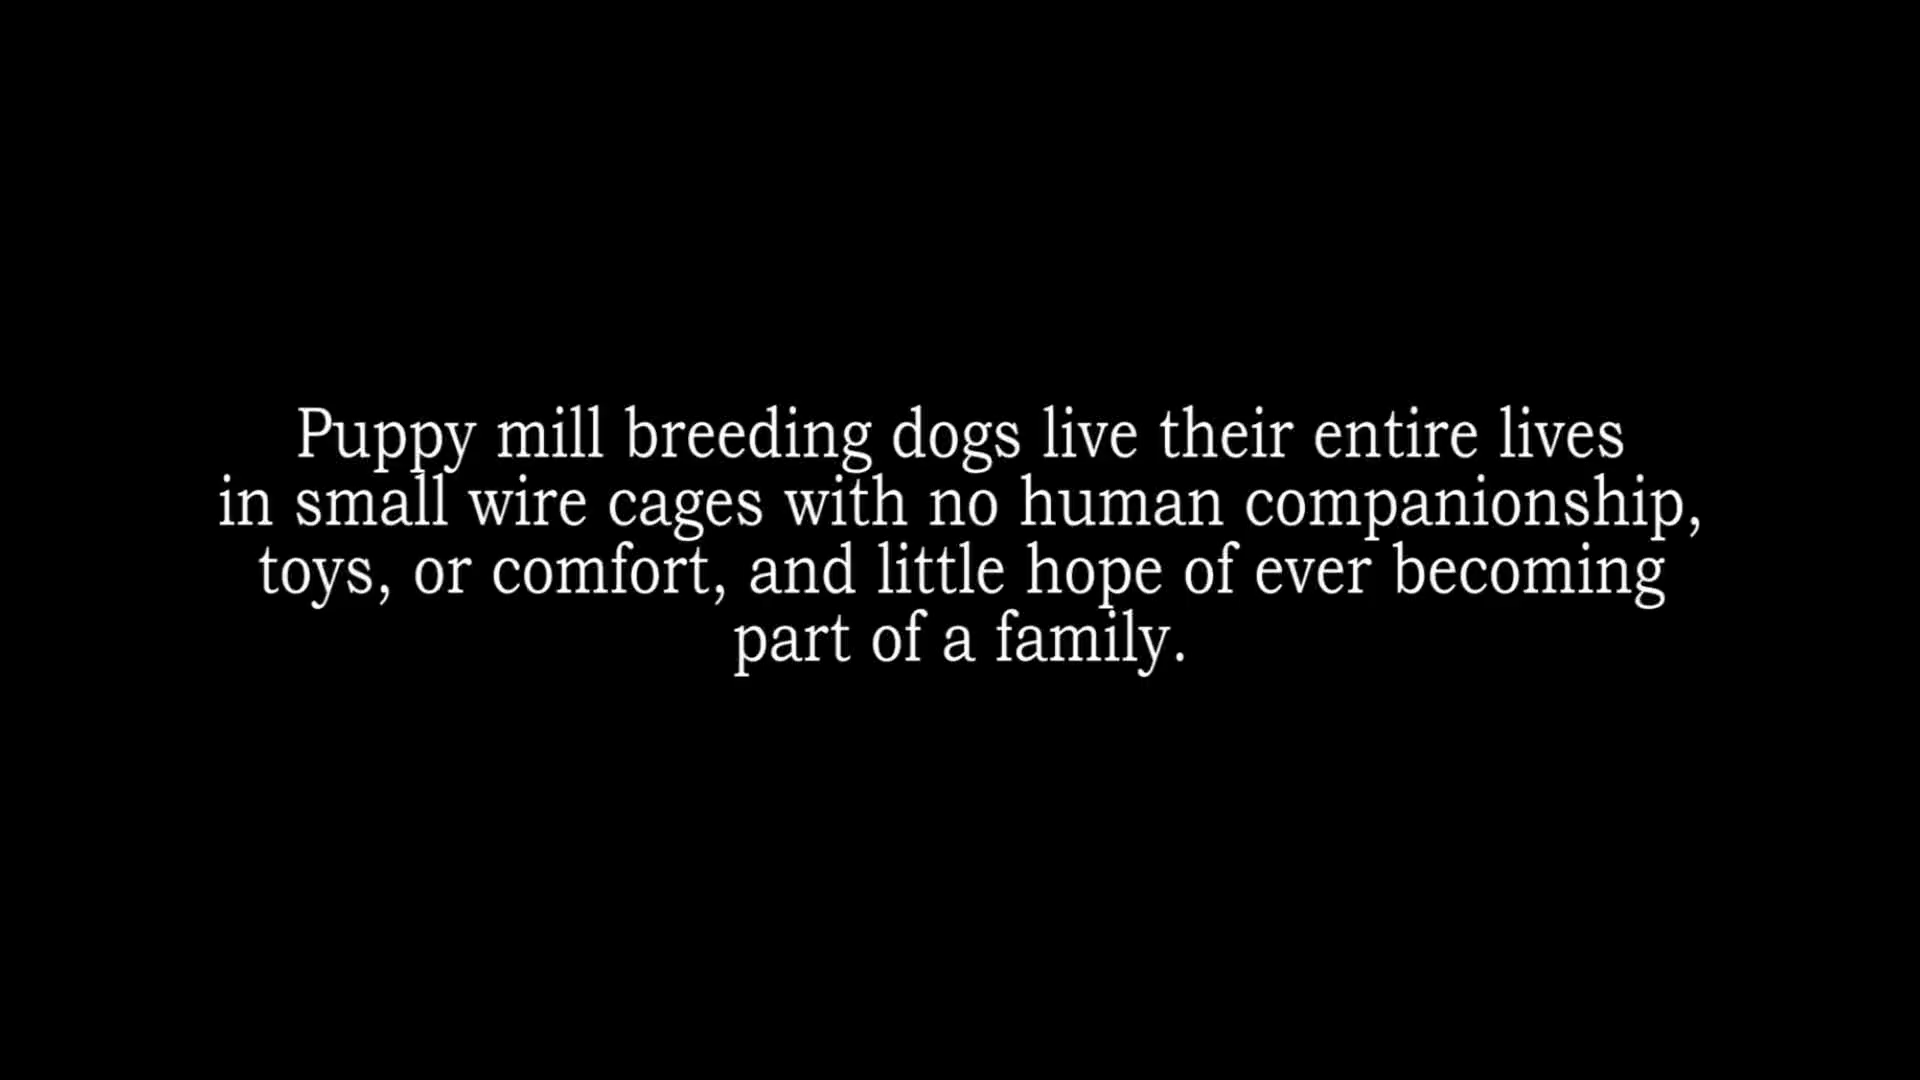 Puppy mill breeding dogs live their entire lives
in small wire cages with no human companionship,
toys, or comfort, and little hope of ever becoming
part of a family.